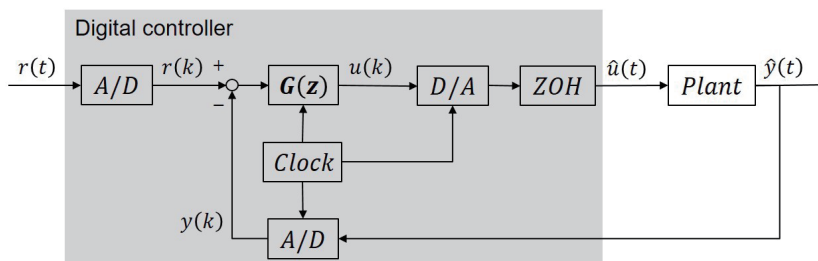 Digital controller
r(t) A/D r(k) + − G(z) u(k) D/A ZOH û(t) Plant ŷ(t)
Clock
y(k)
A/D